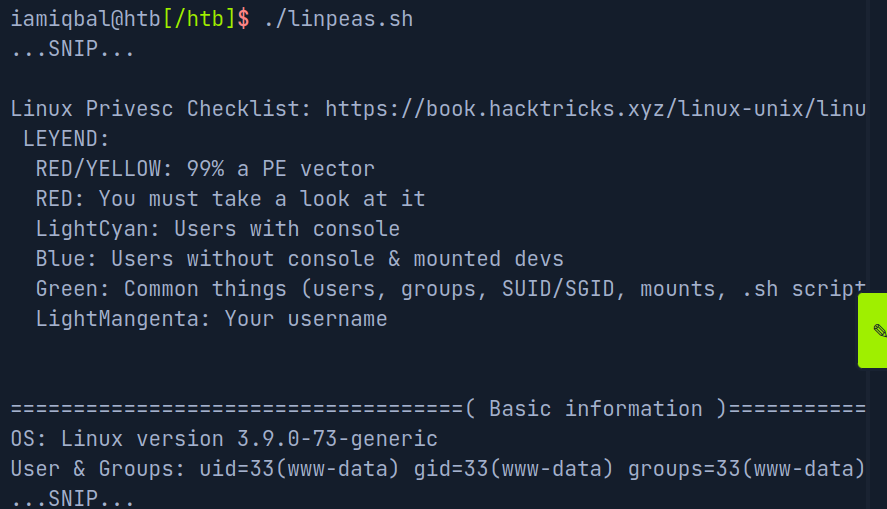 iamiqbal@htb[/htb]$ ./linpeas.sh
...SNIP...
Linux Privesc Checklist: https://book.hacktricks.xyz/linux-unix/linu
LEYEND:
RED/YELLOW: 99% a PE vector
RED: You must take a look at it
LightCyan: Users with console
Blue: Users without console & mounted devs
Green: Common things (users, groups, SUID/SGID, mounts, .sh script
LightMangenta: Your username
====================================( Basic information )===========
OS: Linux version 3.9.0-73-generic
User & Groups: uid=33(www-data) gid=33(www-data) groups=33(www-data)
...SNIP...